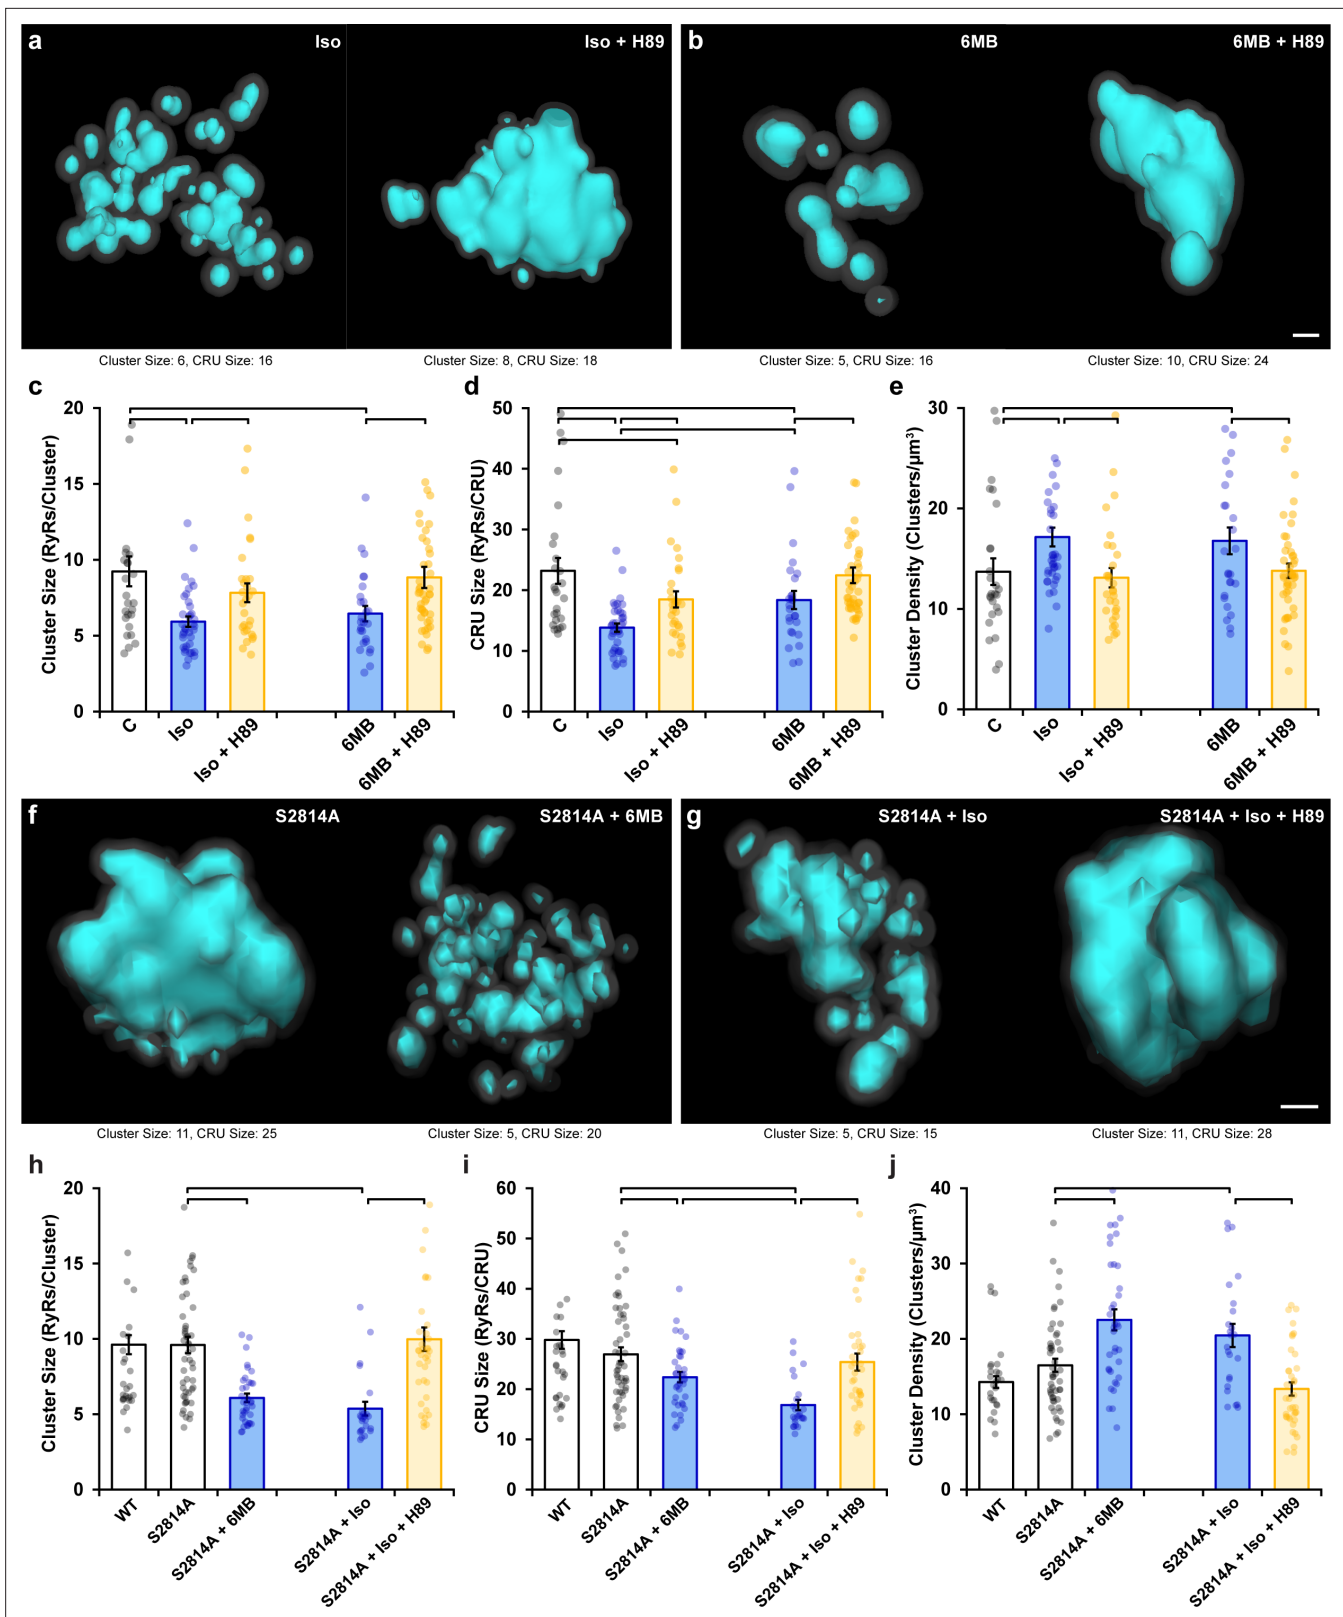 a Iso Iso + H89 b 6MB 6MB + H89
Cluster Size: 6, CRU Size: 16 Cluster Size: 8, CRU Size: 18 Cluster Size: 5, CRU Size: 16 Cluster Size: 10, CRU Size: 24
c
Cluster Size (RyRs/Cluster)
20
15
10
5
0
C Iso Iso + H89 6MB 6MB + H89
d
CRU Size (RyRs/CRU)
50
40
30
20
10
0
C Iso Iso + H89 6MB 6MB + H89
e
Cluster Density (Clusters/µm³)
30
20
10
0
C Iso Iso + H89 6MB 6MB + H89
f S2814A S2814A + 6MB g S2814A + Iso S2814A + Iso + H89
Cluster Size: 11, CRU Size: 25 Cluster Size: 5, CRU Size: 20 Cluster Size: 5, CRU Size: 15 Cluster Size: 11, CRU Size: 28
h
Cluster Size (RyRs/Cluster)
20
15
10
5
0
WT S2814A S2814A + 6MB S2814A + Iso S2814A + Iso + H89
i
CRU Size (RyRs/CRU)
60
50
40
30
20
10
0
WT S2814A S2814A + 6MB S2814A + Iso S2814A + Iso + H89
j
Cluster Density (Clusters/µm³)
40
30
20
10
0
WT S2814A S2814A + 6MB S2814A + Iso S2814A + Iso + H89